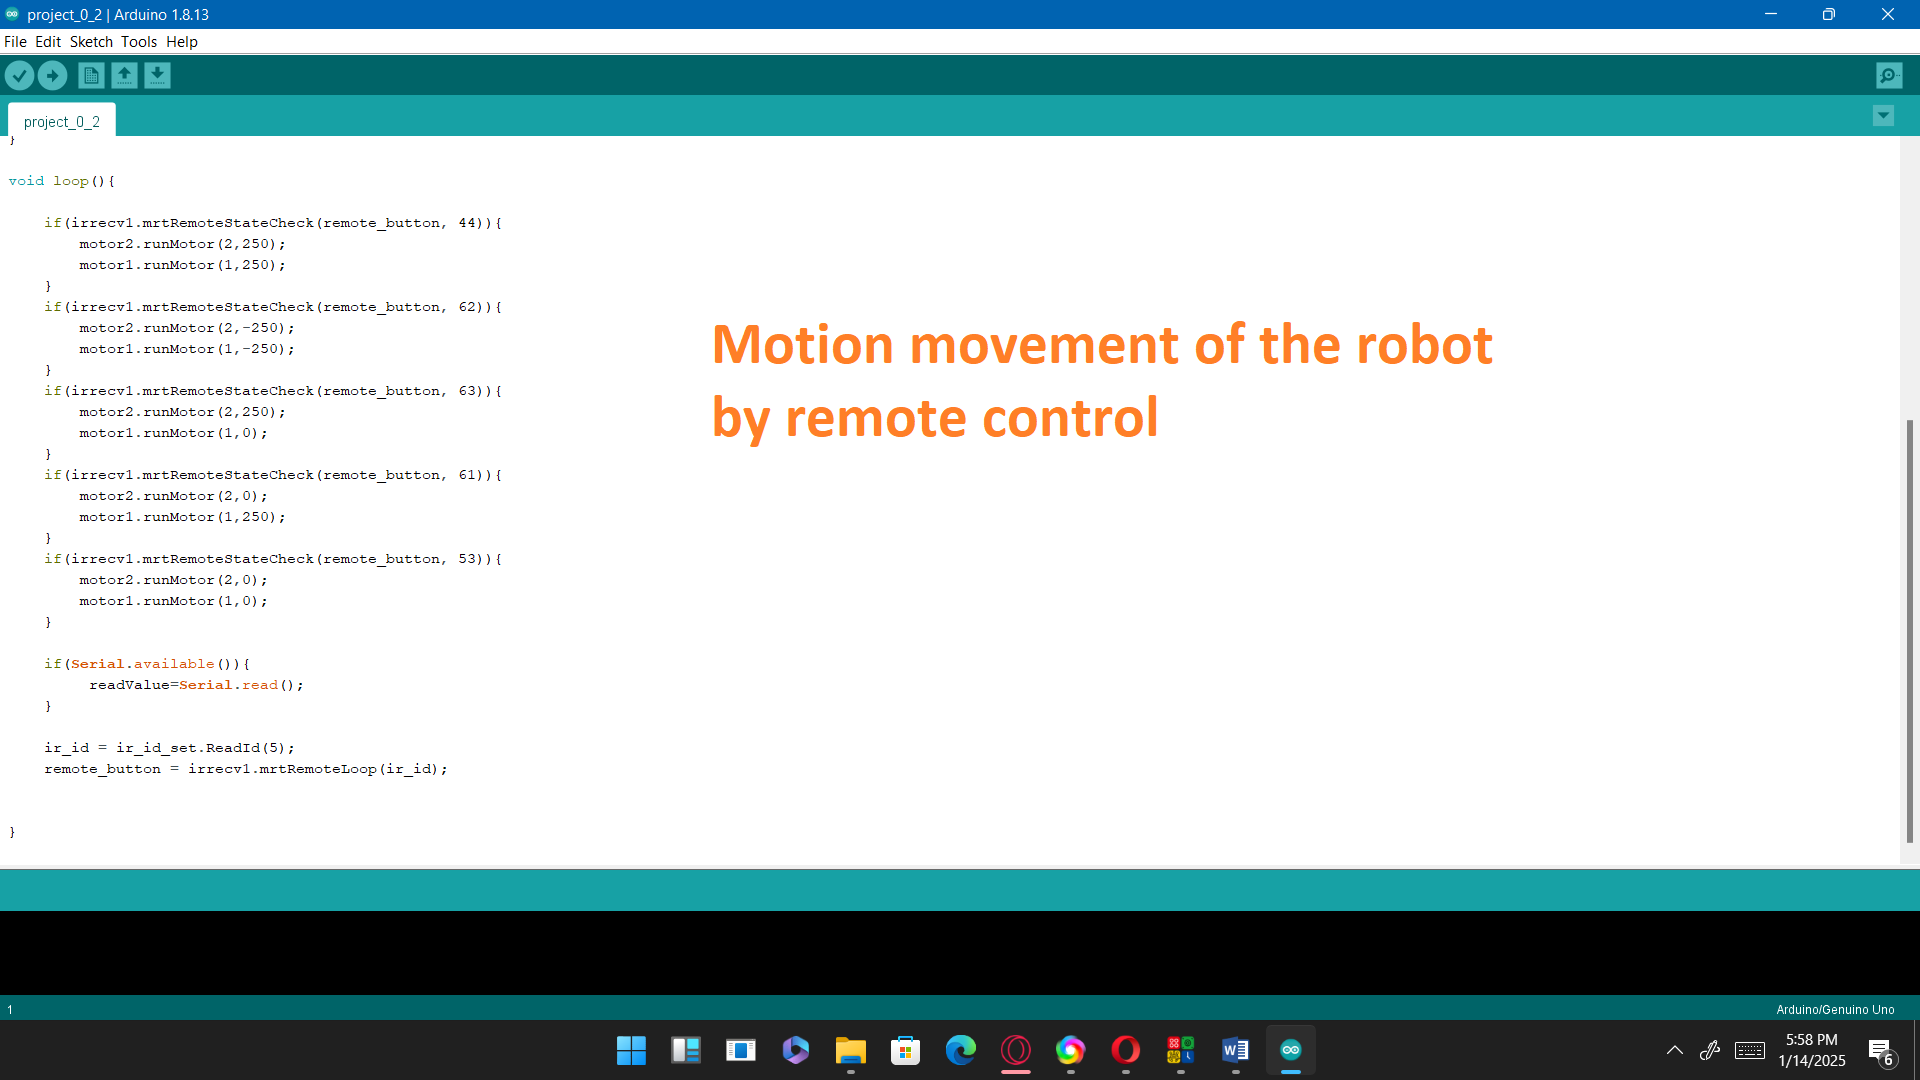 project_0_2 | Arduino 1.8.13
File Edit Sketch Tools Help
project_0_2
}
void loop(){
if(irrecv1.mrtRemoteStateCheck(remote_button, 44)){
motor2.runMotor(2,250);
motor1.runMotor(1,250);
}
if(irrecv1.mrtRemoteStateCheck(remote_button, 62)){
motor2.runMotor(2,-250);
motor1.runMotor(1,-250);
}
if(irrecv1.mrtRemoteStateCheck(remote_button, 63)){
motor2.runMotor(2,250);
motor1.runMotor(1,0);
}
if(irrecv1.mrtRemoteStateCheck(remote_button, 61)){
motor2.runMotor(2,0);
motor1.runMotor(1,250);
}
if(irrecv1.mrtRemoteStateCheck(remote_button, 53)){
motor2.runMotor(2,0);
motor1.runMotor(1,0);
}
if(Serial.available()){
readValue=Serial.read();
}
ir_id = ir_id_set.ReadId(5);
remote_button = irrecv1.mrtRemoteLoop(ir_id);
}
Motion movement of the robot
by remote control
1
Arduino/Genuino Uno
5:58 PM
1/14/2025
6